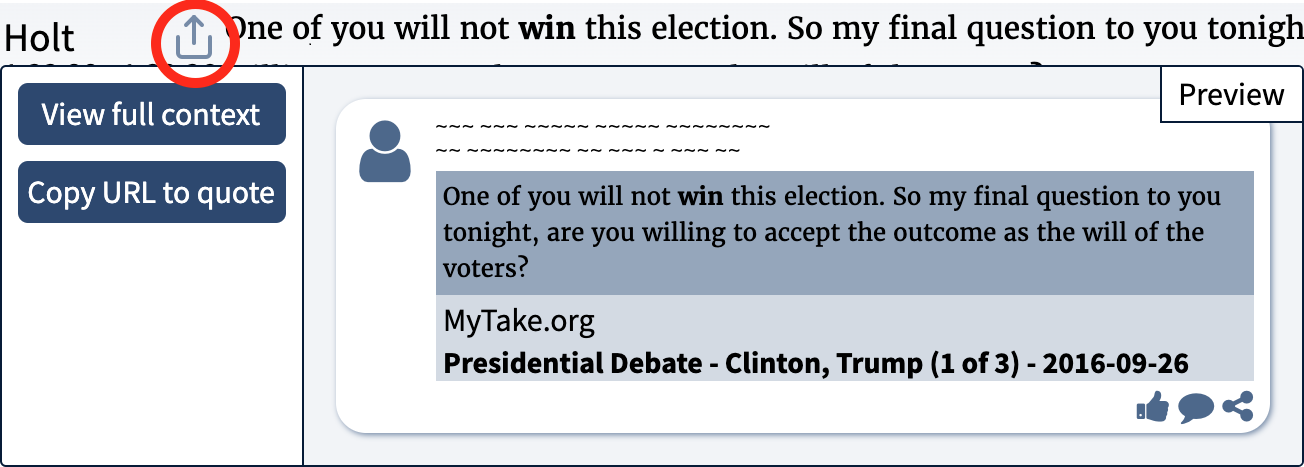 Holt
One of you will not win this election. So my final question to you tonigh
View full context
Copy URL to quote
Preview
One of you will not win this election. So my final question to you
tonight, are you willing to accept the outcome as the will of the
voters?
MyTake.org
Presidential Debate - Clinton, Trump (1 of 3) - 2016-09-26